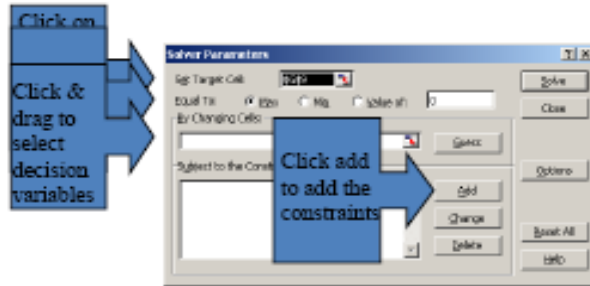 Click on
Click &
drag to
select
decision
variables
Solver Parameters
Set Target Cell:
Equal To: Max Min Value of: 0
By Changing Cells:
Guess
Subject to the Const
Click add
to add the
constraints
Add
Change
Delete
Solve
Close
Options
Reset All
Help